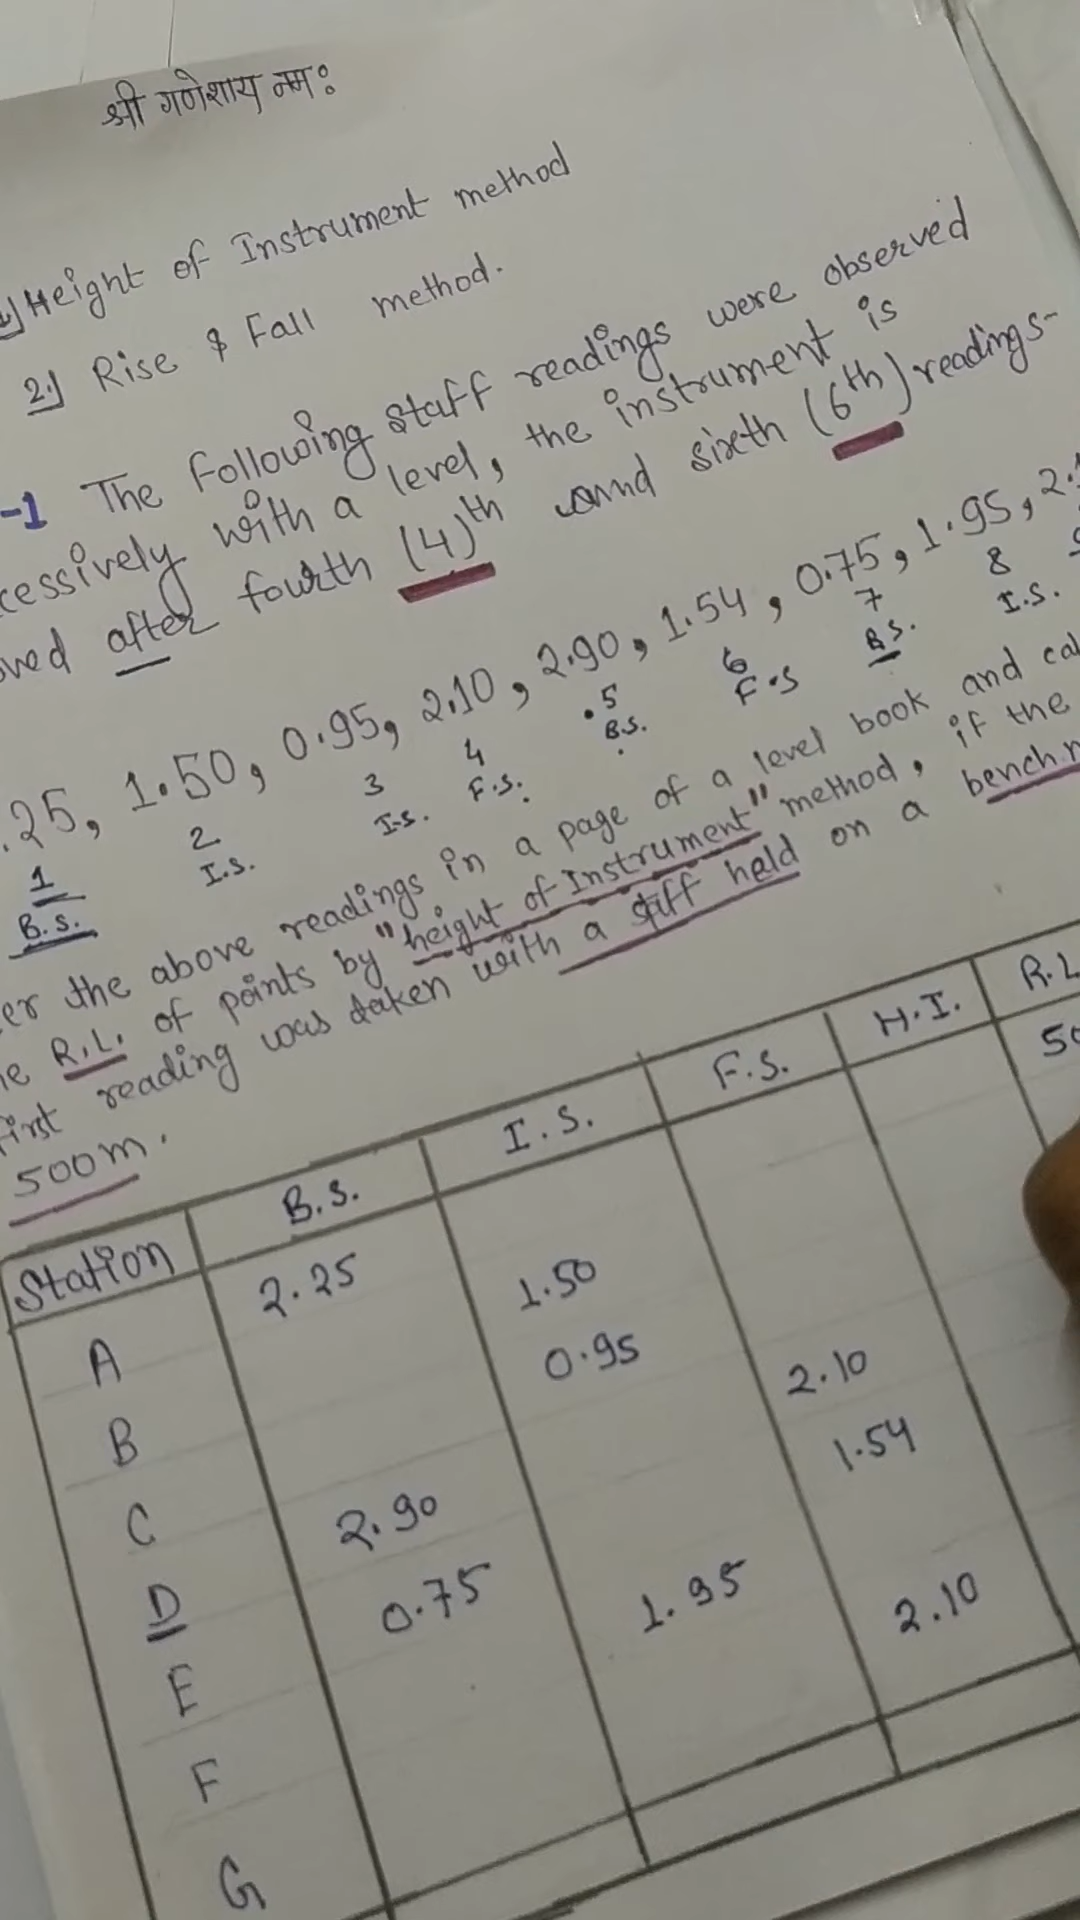 श्री गणेशाय नमः
1) Height of Instrument method
2.) Rise & Fall method.
-1 The following staff readings were observed
cessively with a level, the instrument is
ved after fourth (4)th and sixeth (6th) readings-
.25, 1.50, 0.95, 2.10, 2.90, 1.54, 0.75, 1.95, 2.
1 2 3 4 .5 6 7 8
B.S. I.S. I.S. F.S. B.S. F.S B.S. I.S.
er the above readings in a page of a level book and cal
e R.L. of points by "height of Instrument" method, if the
first reading was taken with a staff held on a bench.m
500m.
Station B.S. I.S. F.S. H.I. R.L
A 2.25 50
B 1.50
C 0.95
D 2.90 2.10
E 0.75 1.54
F 1.95
G 2.10